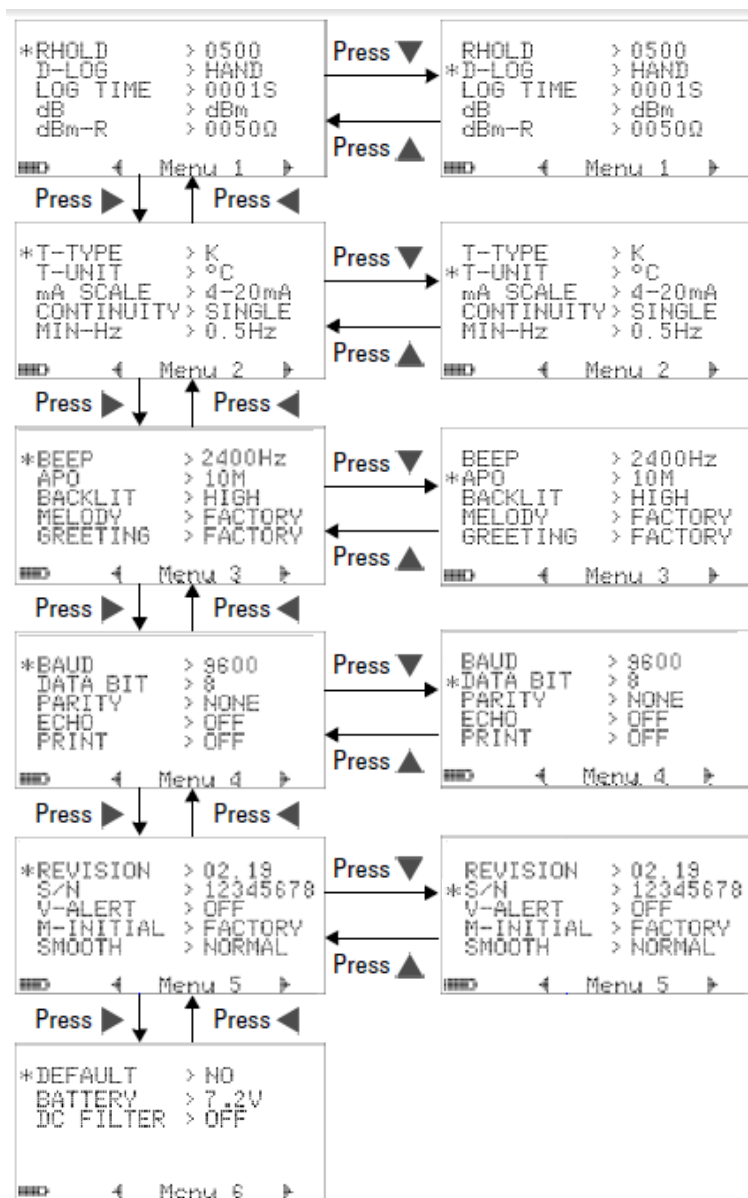 *RHOLD > 0500
D-LOG > HAND
LOG TIME > 0001S
dB > dBm
dBm-R > 0050Ω
Menu 1
Press ▼
Press ▲
RHOLD > 0500
*D-LOG > HAND
LOG TIME > 0001S
dB > dBm
dBm-R > 0050Ω
Menu 1
Press ▶ Press ◀
*T-TYPE > K
T-UNIT > °C
mA SCALE > 4-20mA
CONTINUITY> SINGLE
MIN-Hz > 0.5Hz
Menu 2
Press ▼
Press ▲
T-TYPE > K
*T-UNIT > °C
mA SCALE > 4-20mA
CONTINUITY> SINGLE
MIN-Hz > 0.5Hz
Menu 2
Press ▶ Press ◀
*BEEP > 2400Hz
APO > 10M
BACKLIT > HIGH
MELODY > FACTORY
GREETING > FACTORY
Menu 3
Press ▼
Press ▲
BEEP > 2400Hz
*APO > 10M
BACKLIT > HIGH
MELODY > FACTORY
GREETING > FACTORY
Menu 3
Press ▶ Press ◀
*BAUD > 9600
DATA BIT > 8
PARITY > NONE
ECHO > OFF
PRINT > OFF
Menu 4
Press ▼
Press ▲
BAUD > 9600
*DATA BIT > 8
PARITY > NONE
ECHO > OFF
PRINT > OFF
Menu 4
Press ▶ Press ◀
*REVISION > 02.19
S/N > 12345678
V-ALERT > OFF
M-INITIAL > FACTORY
SMOOTH > NORMAL
Menu 5
Press ▼
Press ▲
REVISION > 02.19
*S/N > 12345678
V-ALERT > OFF
M-INITIAL > FACTORY
SMOOTH > NORMAL
Menu 5
Press ▶ Press ◀
*DEFAULT > NO
BATTERY > 7.2V
DC FILTER > OFF
Menu 6